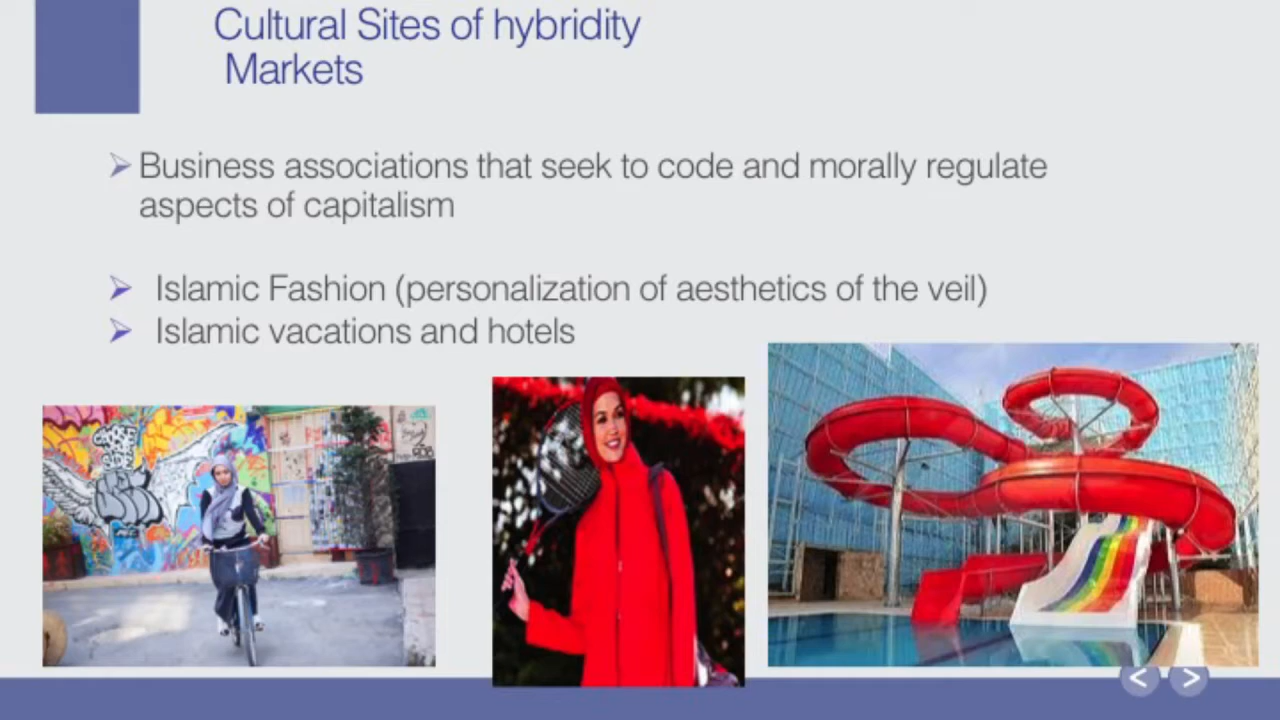 Cultural Sites of hybridity
Markets
Business associations that seek to code and morally regulate
aspects of capitalism
Islamic Fashion (personalization of aesthetics of the veil)
Islamic vacations and hotels